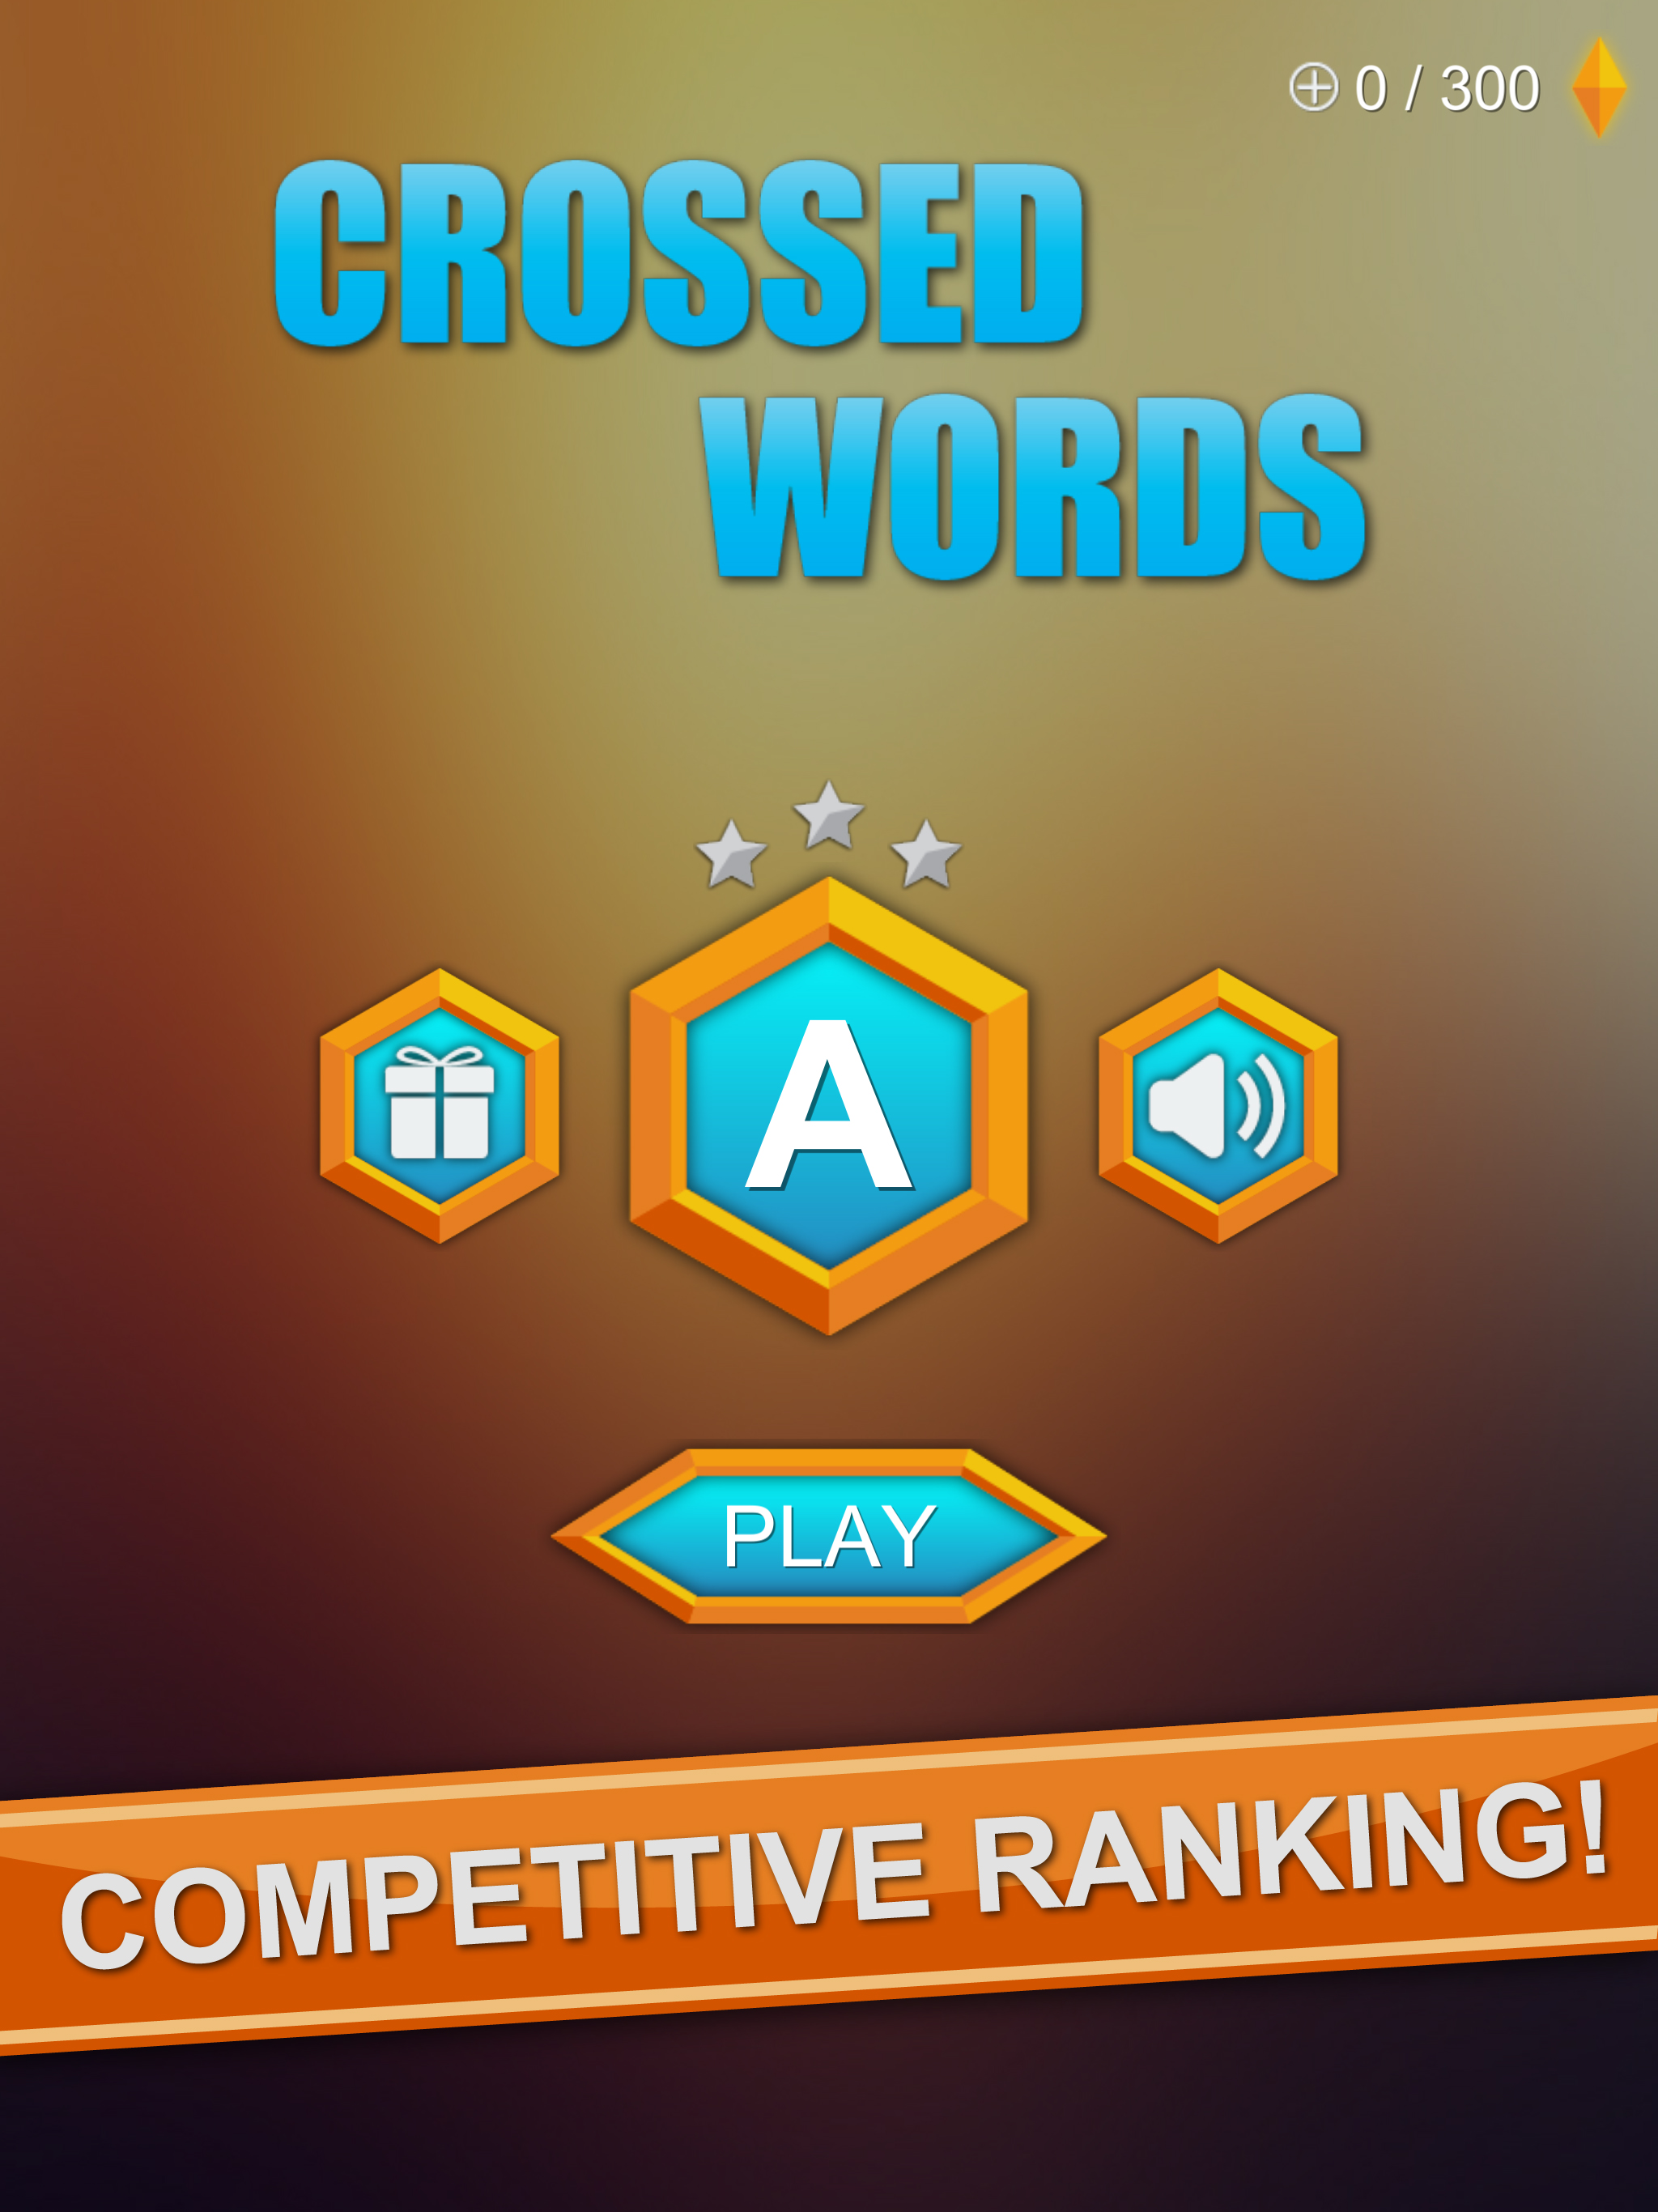 0 / 300
CROSSED
WORDS
A
PLAY
COMPETITIVE RANKING!